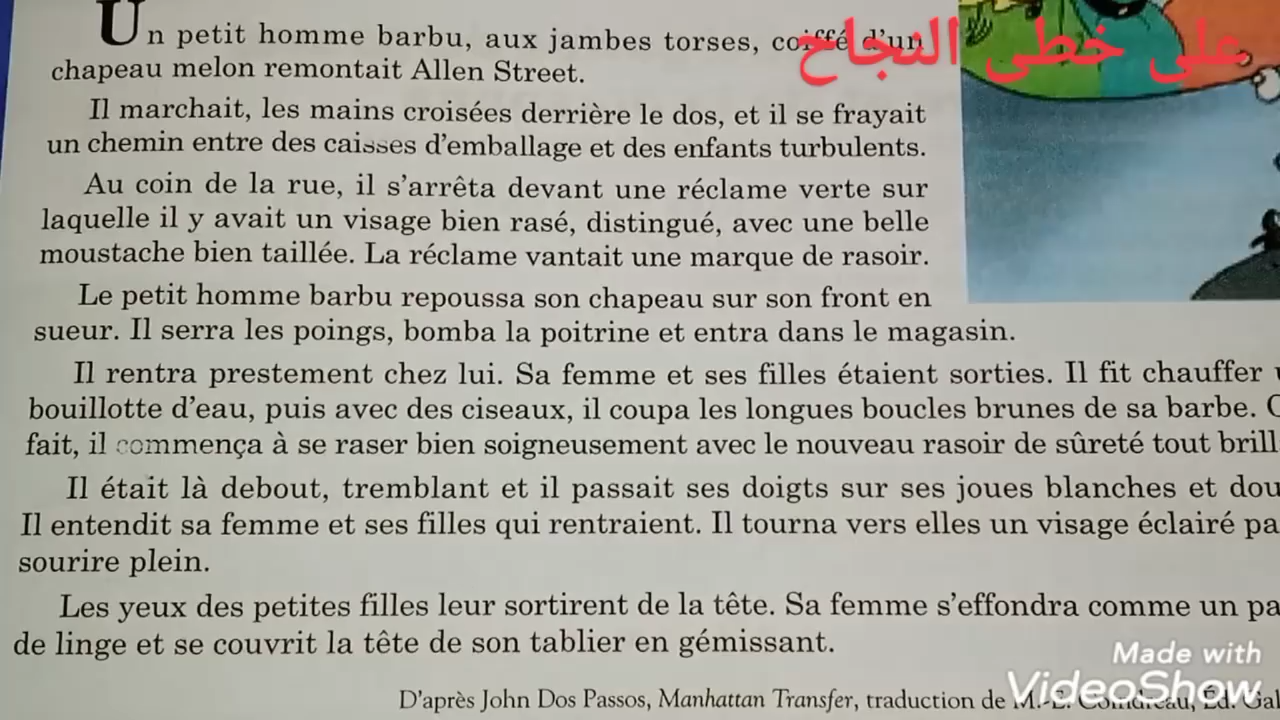 Un petit homme barbu, aux jambes torses, coiffé d'un
chapeau melon remontait Allen Street.
على خطى النجاح
Il marchait, les mains croisées derrière le dos, et il se frayait
un chemin entre des caisses d'emballage et des enfants turbulents.
Au coin de la rue, il s'arrêta devant une réclame verte sur
laquelle il y avait un visage bien rasé, distingué, avec une belle
moustache bien taillée. La réclame vantait une marque de rasoir.
Le petit homme barbu repoussa son chapeau sur son front en
sueur. Il serra les poings, bomba la poitrine et entra dans le magasin.
Il rentra prestement chez lui. Sa femme et ses filles étaient sorties. Il fit chauffer
bouillotte d'eau, puis avec des ciseaux, il coupa les longues boucles brunes de sa barbe.
fait, il commença à se raser bien soigneusement avec le nouveau rasoir de sûreté tout brill
Il était là debout, tremblant et il passait ses doigts sur ses joues blanches et dou
Il entendit sa femme et ses filles qui rentraient. Il tourna vers elles un visage éclairé pa
sourire plein.
Les yeux des petites filles leur sortirent de la tête. Sa femme s'effondra comme un pa
de linge et se couvrit la tête de son tablier en gémissant.
Made with
VideoShow
D'après John Dos Passos, Manhattan Transfer, traduction de M.-E. Coindreau, Éd. Gal